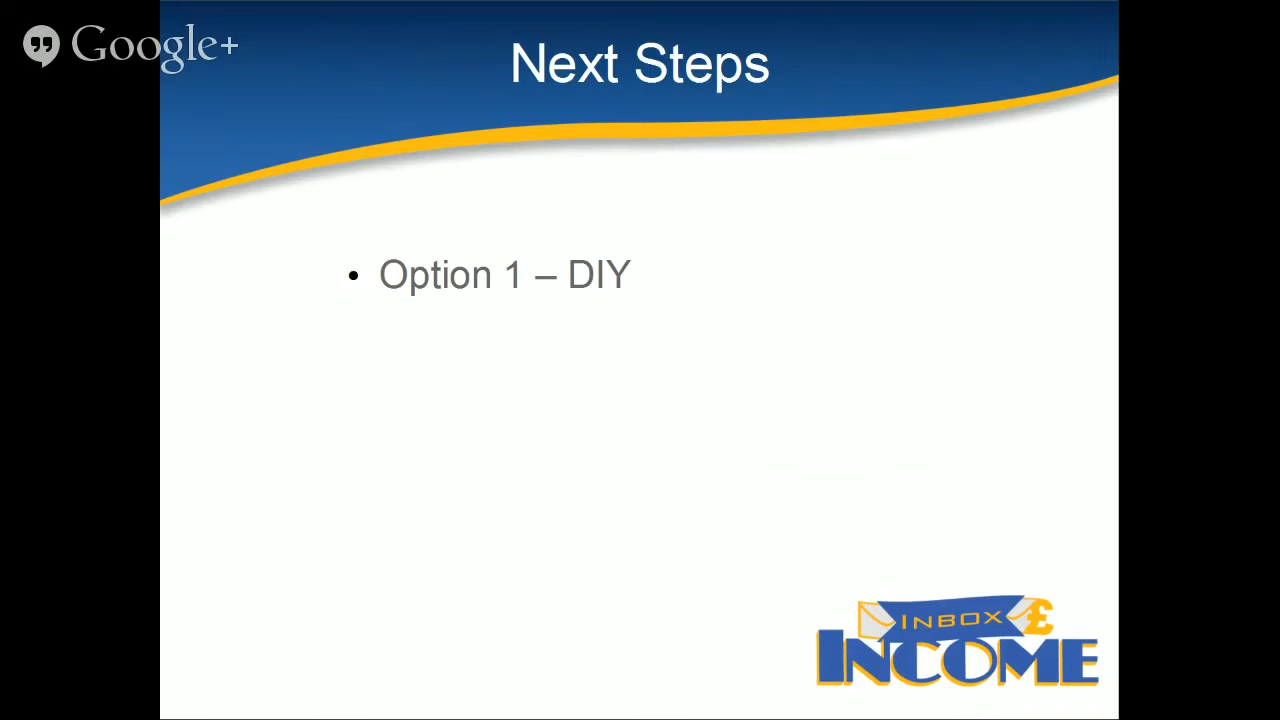 Google+
Next Steps
• Option 1 – DIY
INBOX £
INCOME